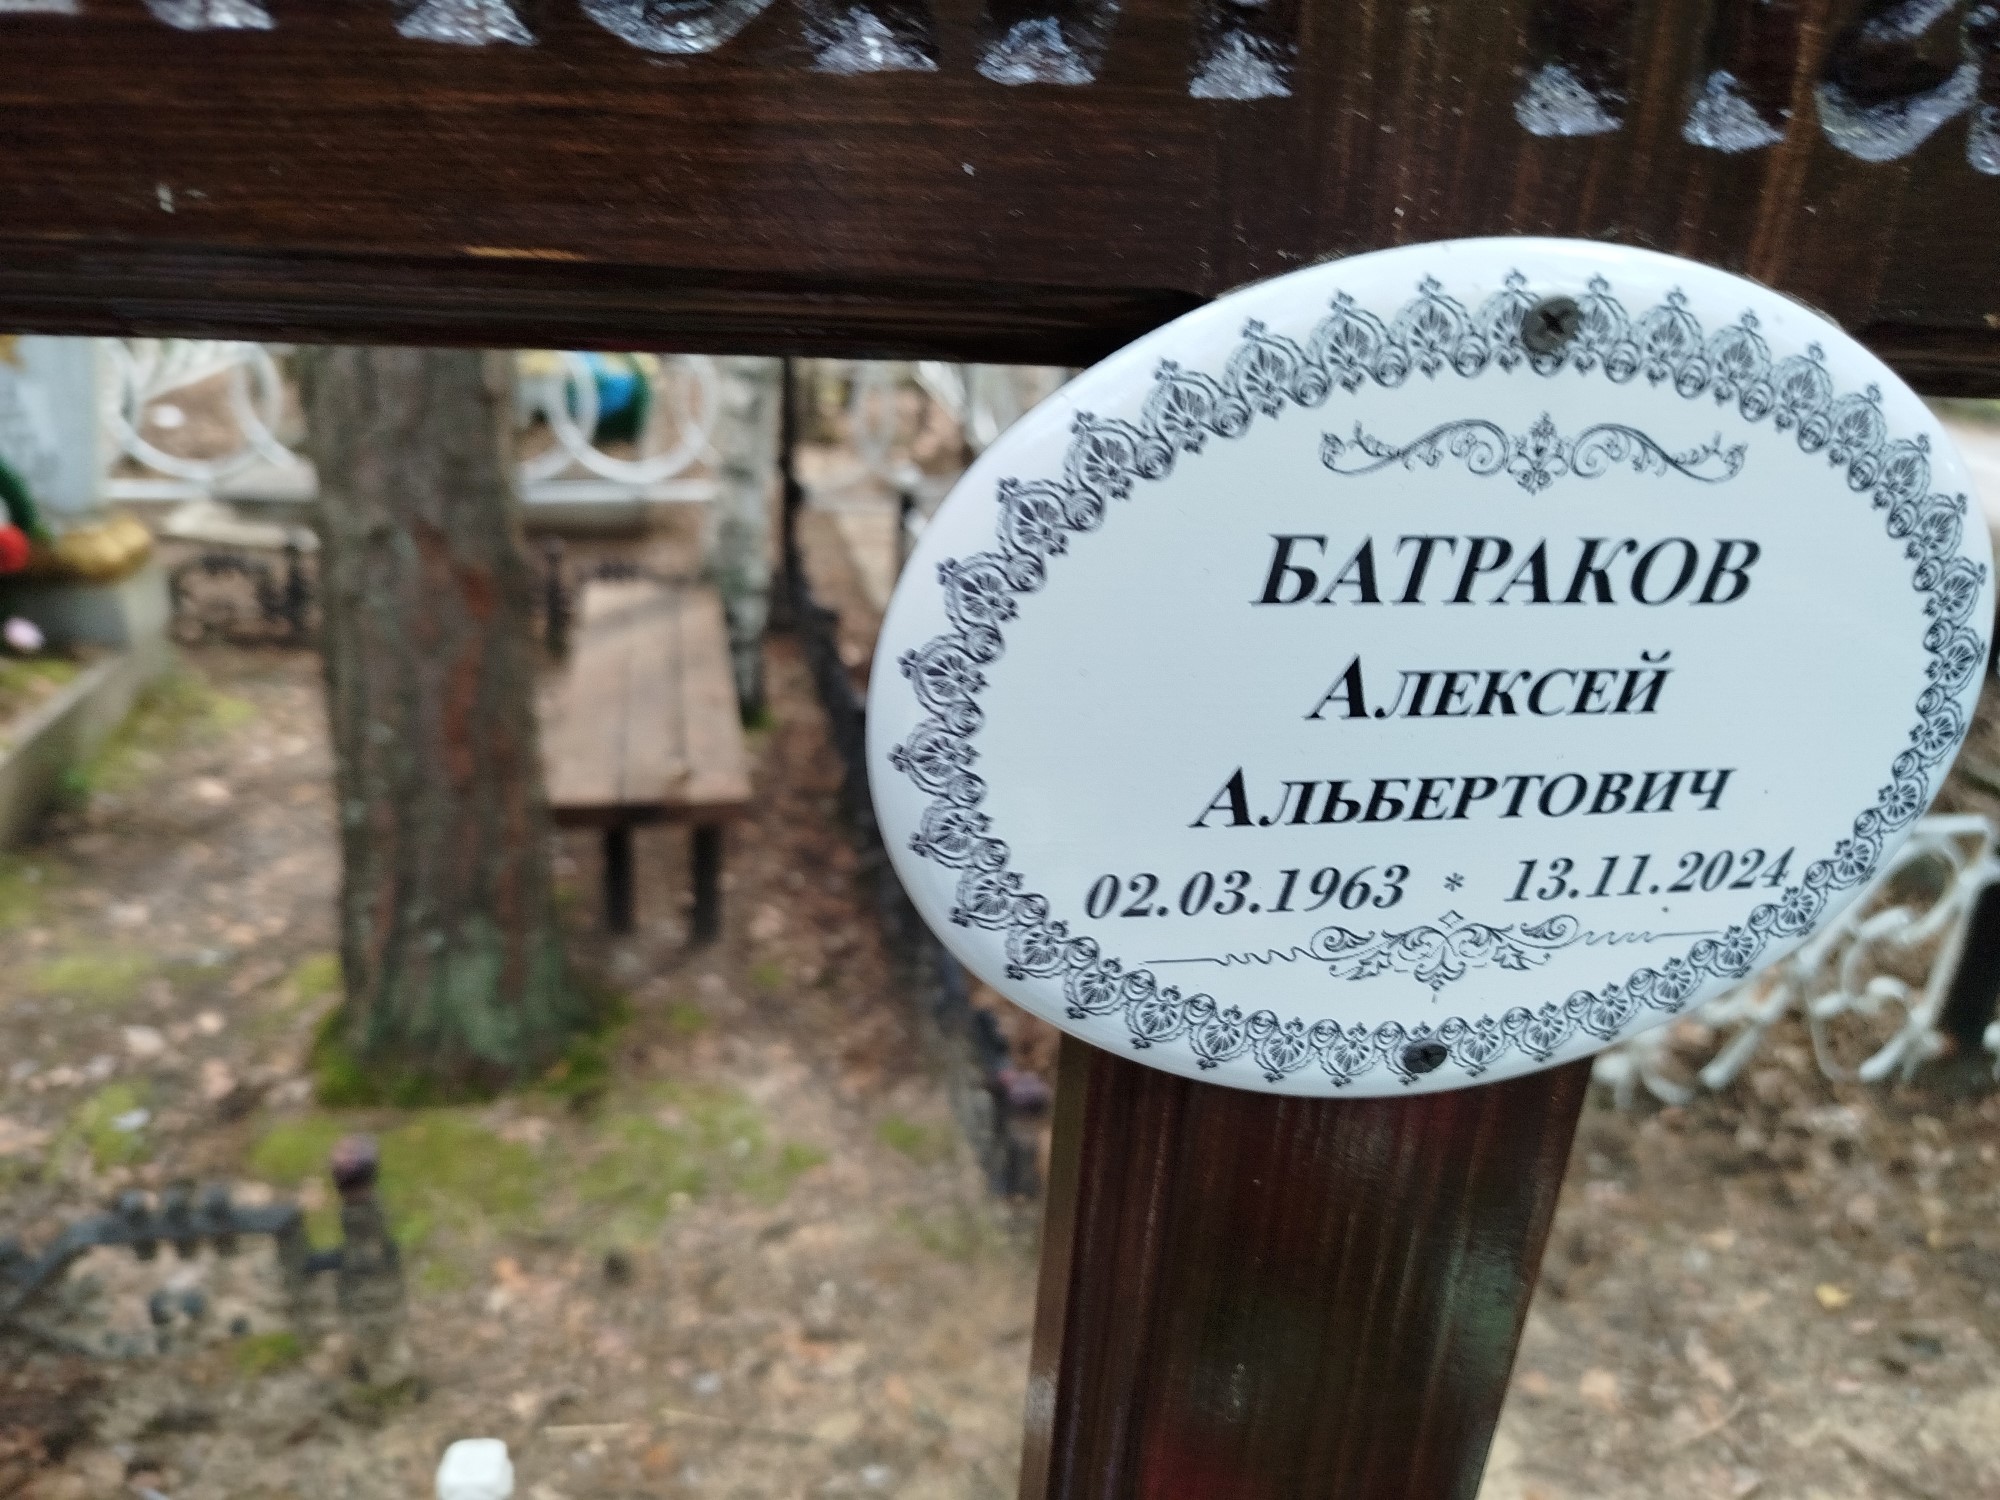 БАТРАКОВ
АЛЕКСЕЙ
АЛЬБЕРТОВИЧ
02.03.1963 * 13.11.2024